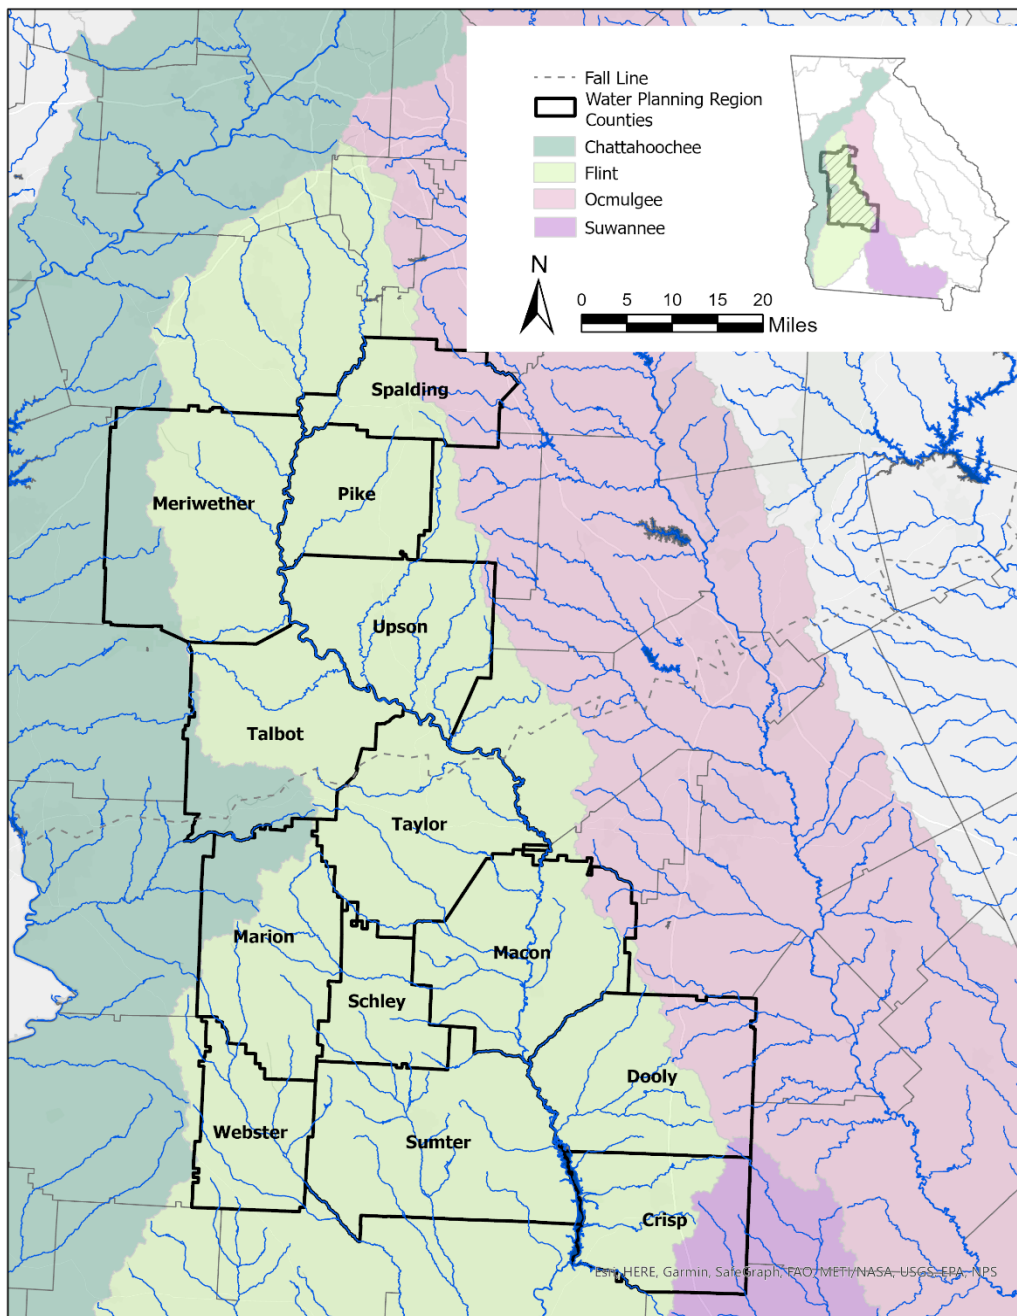 Fall Line
Water Planning Region
Counties
Chattahoochee
Flint
Ocmulgee
Suwannee
N
0 5 10 15 20
Miles
Spalding
Meriwether
Pike
Upson
Talbot
Taylor
Marion
Macon
Schley
Dooly
Webster
Sumter
Crisp
Esri, HERE, Garmin, SafeGraph, FAO, METI/NASA, USGS, EPA, NPS